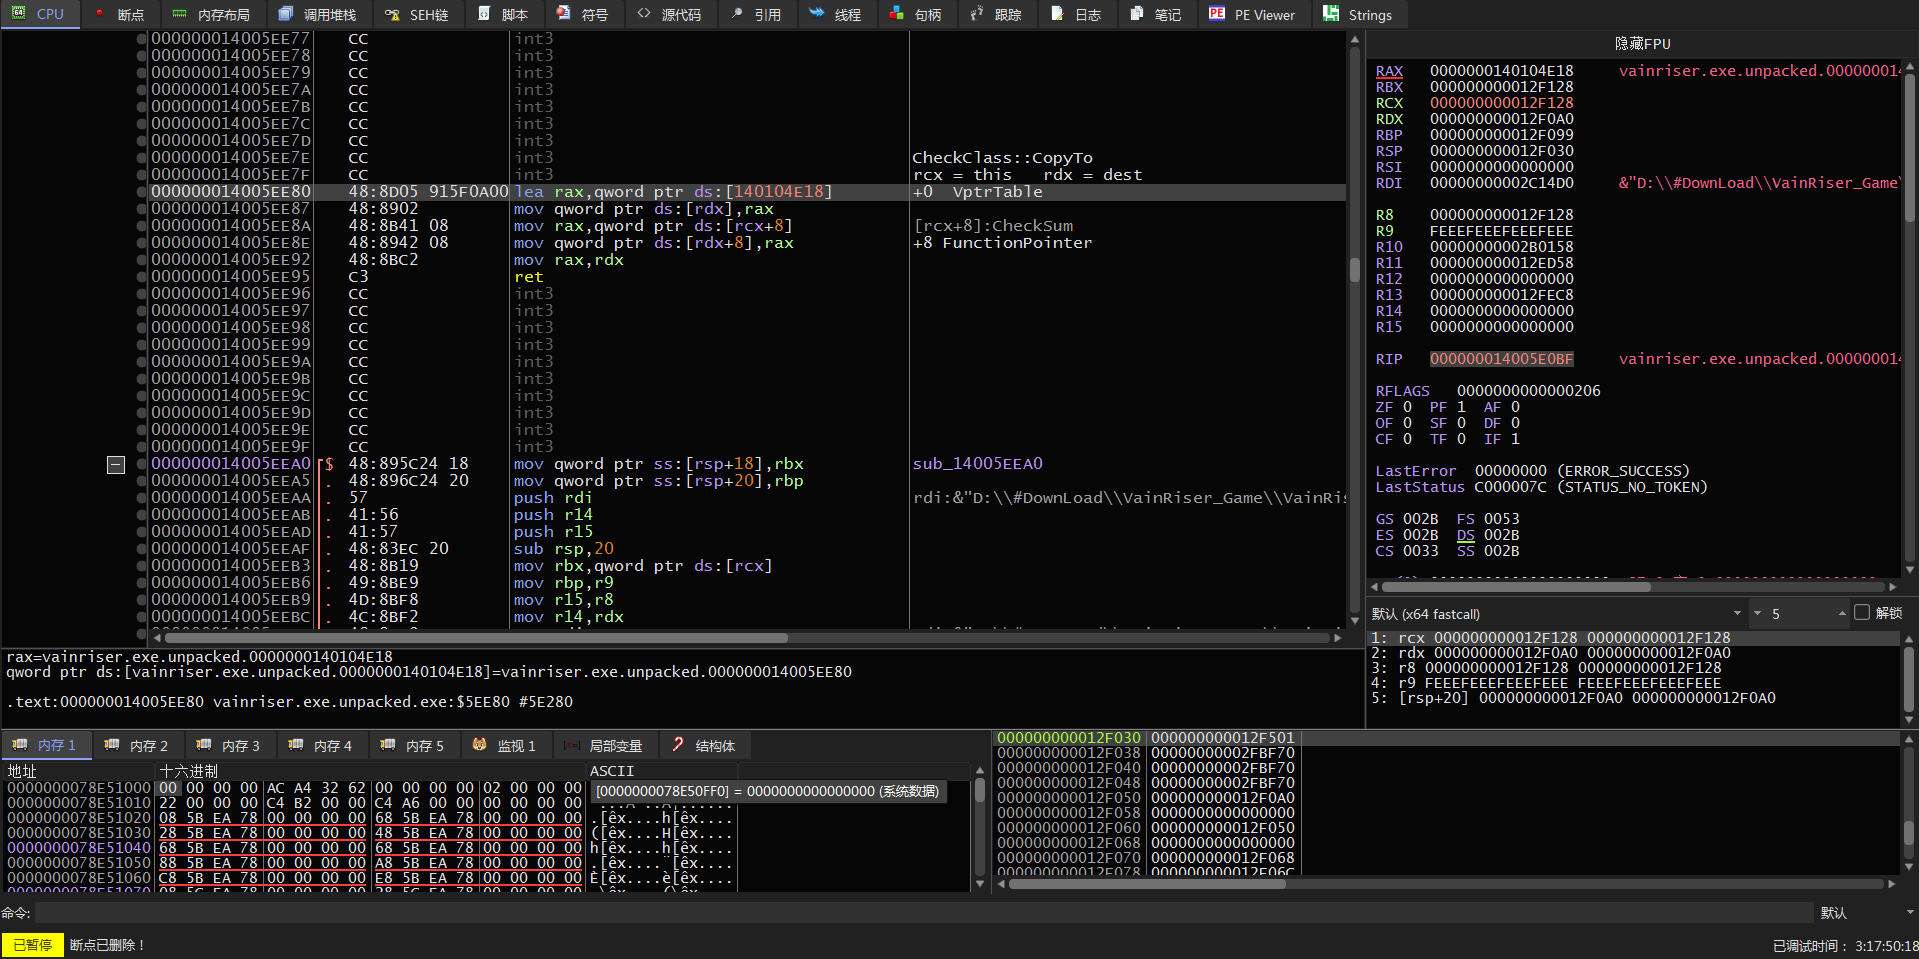 CPU 断点 内存布局 调用堆栈 SEH链 脚本 符号 源代码 引用 线程 句柄 跟踪 日志 笔记 PE Viewer Strings
000000014005EE77 CC int3
000000014005EE78 CC int3
000000014005EE79 CC int3
000000014005EE7A CC int3
000000014005EE7B CC int3
000000014005EE7C CC int3
000000014005EE7D CC int3
000000014005EE7E CC int3 CheckClass::CopyTo
000000014005EE7F CC int3 rcx = this rdx = dest
000000014005EE80 48:8D05 915F0A00 lea rax,qword ptr ds:[140104E18] +0 VptrTable
000000014005EE87 48:8902 mov qword ptr ds:[rdx],rax
000000014005EE8A 48:8B41 08 mov rax,qword ptr ds:[rcx+8] [rcx+8]:CheckSum
000000014005EE8E 48:8942 08 mov qword ptr ds:[rdx+8],rax +8 FunctionPointer
000000014005EE92 48:8BC2 mov rax,rdx
000000014005EE95 C3 ret
000000014005EE96 CC int3
000000014005EE97 CC int3
000000014005EE98 CC int3
000000014005EE99 CC int3
000000014005EE9A CC int3
000000014005EE9B CC int3
000000014005EE9C CC int3
000000014005EE9D CC int3
000000014005EE9E CC int3
000000014005EE9F CC int3
000000014005EEA0 $ 48:895C24 18 mov qword ptr ss:[rsp+18],rbx sub_14005EEA0
000000014005EEA5 . 48:896C24 20 mov qword ptr ss:[rsp+20],rbp
000000014005EEAA . 57 push rdi rdi:&"D:\\#DownLoad\\VainRiser_Game\\VainRis
000000014005EEAB . 41:56 push r14
000000014005EEAD . 41:57 push r15
000000014005EEAF . 48:83EC 20 sub rsp,20
000000014005EEB3 . 48:8B19 mov rbx,qword ptr ds:[rcx]
000000014005EEB6 . 49:8BE9 mov rbp,r9
000000014005EEB9 . 4D:8BF8 mov r15,r8
000000014005EEBC . 4C:8BF2 mov r14,rdx
rax=vainriser.exe.unpacked.0000000140104E18
qword ptr ds:[vainriser.exe.unpacked.0000000140104E18]=vainriser.exe.unpacked.000000014005EE80
.text:000000014005EE80 vainriser.exe.unpacked.exe:$5EE80 #5E280
隐藏FPU
RAX 0000000140104E18 vainriser.exe.unpacked.000000014
RBX 000000000012F128
RCX 000000000012F128
RDX 000000000012F0A0
RBP 000000000012F099
RSP 000000000012F030
RSI 0000000000000000
RDI 00000000002C14D0 &"D:\\#DownLoad\\VainRiser_Game\
R8 000000000012F128
R9 FEEEFEEEFEEEFEEE
R10 00000000002B0158
R11 000000000012ED58
R12 0000000000000000
R13 000000000012FEC8
R14 0000000000000000
R15 0000000000000000
RIP 000000014005E0BF vainriser.exe.unpacked.000000014
RFLAGS 0000000000000206
ZF 0 PF 1 AF 0
OF 0 SF 0 DF 0
CF 0 TF 0 IF 1
LastError 00000000 (ERROR_SUCCESS)
LastStatus C000007C (STATUS_NO_TOKEN)
GS 002B FS 0053
ES 002B DS 002B
CS 0033 SS 002B
默认 (x64 fastcall) 5 解锁
1: rcx 000000000012F128 000000000012F128
2: rdx 000000000012F0A0 000000000012F0A0
3: r8 000000000012F128 000000000012F128
4: r9 FEEEFEEEFEEEFEEE FEEEFEEEFEEEFEEE
5: [rsp+20] 000000000012F0A0 000000000012F0A0
内存 1 内存 2 内存 3 内存 4 内存 5 监视 1 局部变量 结构体
地址 十六进制 ASCII
0000000078E51000 00 00 00 00 AC A4 32 62 00 00 00 00 02 00 00 00
[0000000078E50FF0] = 0000000000000000 (系统数据)
0000000078E51010 22 00 00 00 C4 B2 00 00 C4 A6 00 00 00 00 00 00
0000000078E51020 08 5B EA 78 00 00 00 00 68 5B EA 78 00 00 00 00 .[êx....h[êx....
0000000078E51030 28 5B EA 78 00 00 00 00 48 5B EA 78 00 00 00 00 ([êx....H[êx....
0000000078E51040 68 5B EA 78 00 00 00 00 68 5B EA 78 00 00 00 00 h[êx....h[êx....
0000000078E51050 88 5B EA 78 00 00 00 00 A8 5B EA 78 00 00 00 00 .[êx....¨[êx....
0000000078E51060 C8 5B EA 78 00 00 00 00 E8 5B EA 78 00 00 00 00 È[êx....è[êx....
000000000012F030 000000000012F501
000000000012F038 00000000002FBF70
000000000012F040 00000000002FBF70
000000000012F048 00000000002FBF70
000000000012F050 000000000012F0A0
000000000012F058 0000000000000000
000000000012F060 000000000012F050
000000000012F068 0000000000000000
000000000012F070 000000000012F068
000000000012F078 000000000012F06C
命令: 默认
已暂停 断点已删除！ 已调试时间： 3:17:50:18